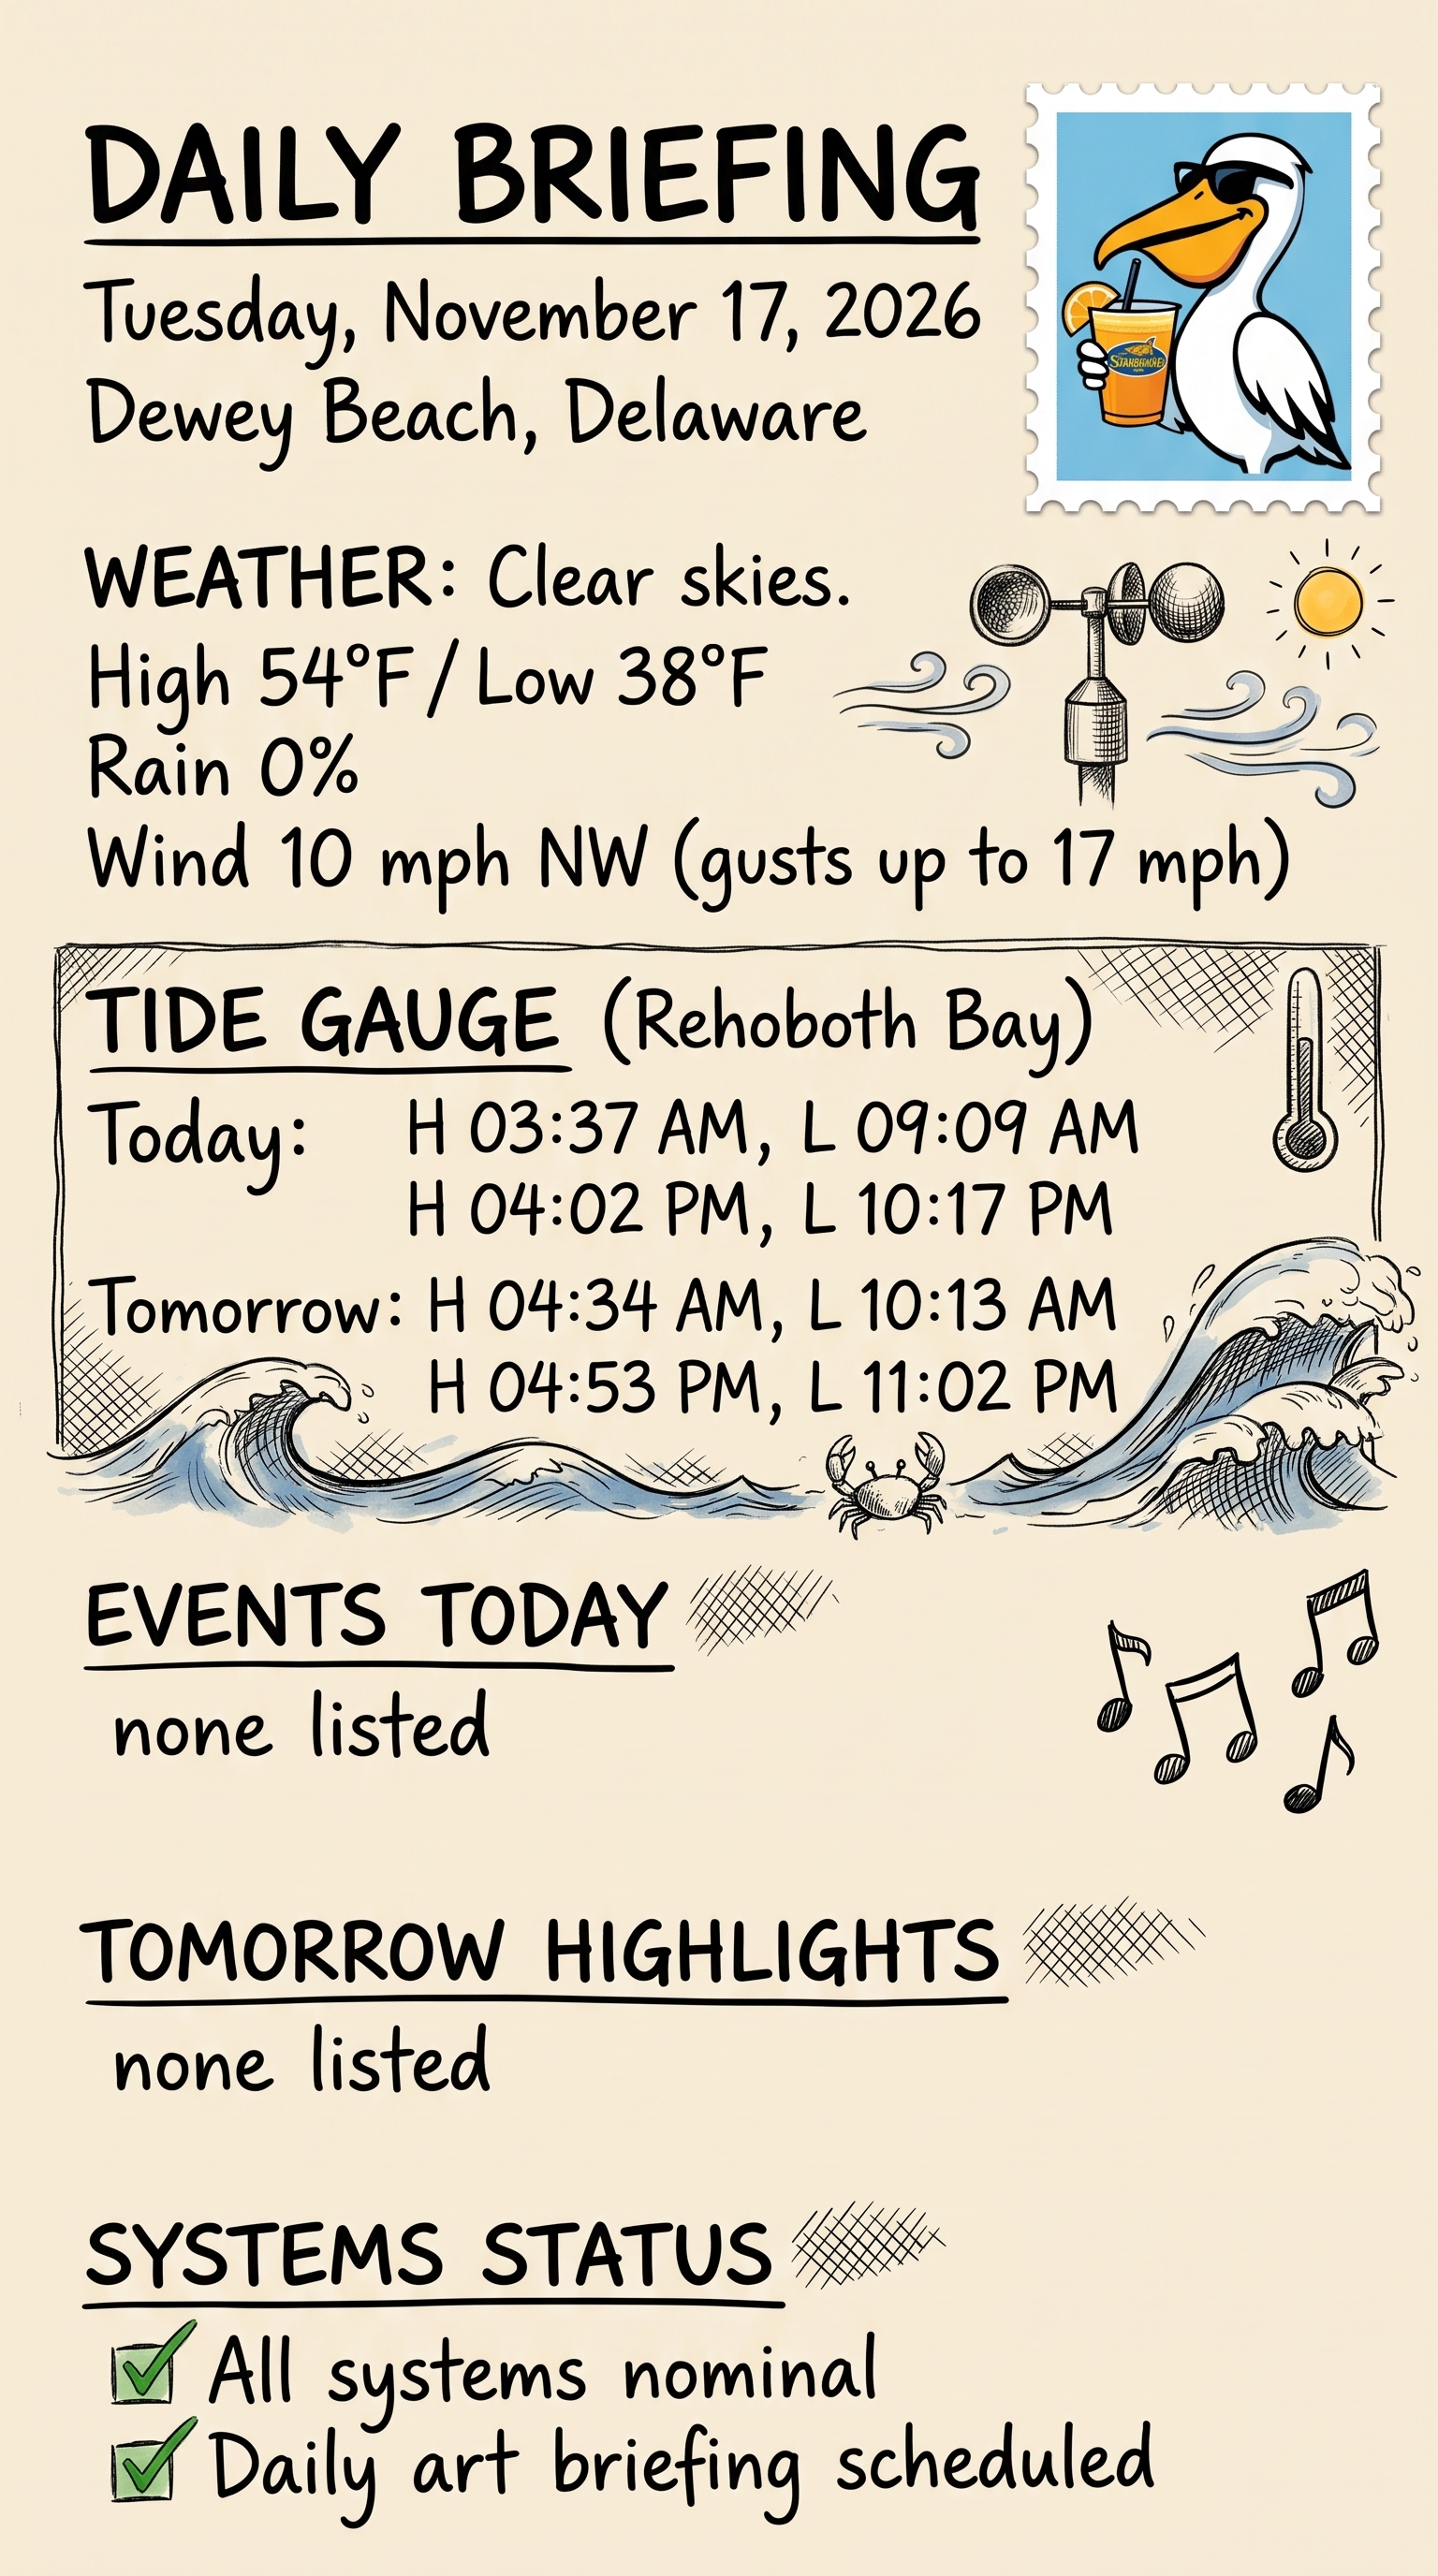 DAILY BRIEFING
Tuesday, November 17, 2026
Dewey Beach, Delaware
WEATHER: Clear skies.
High 54°F / Low 38°F
Rain 0%
Wind 10 mph NW (gusts up to 17 mph)
TIDE GAUGE (Rehoboth Bay)
Today: H 03:37 AM, L 09:09 AM
H 04:02 PM, L 10:17 PM
Tomorrow: H 04:34 AM, L 10:13 AM
H 04:53 PM, L 11:02 PM
EVENTS TODAY
none listed
TOMORROW HIGHLIGHTS
none listed
SYSTEMS STATUS
All systems nominal
Daily art briefing scheduled